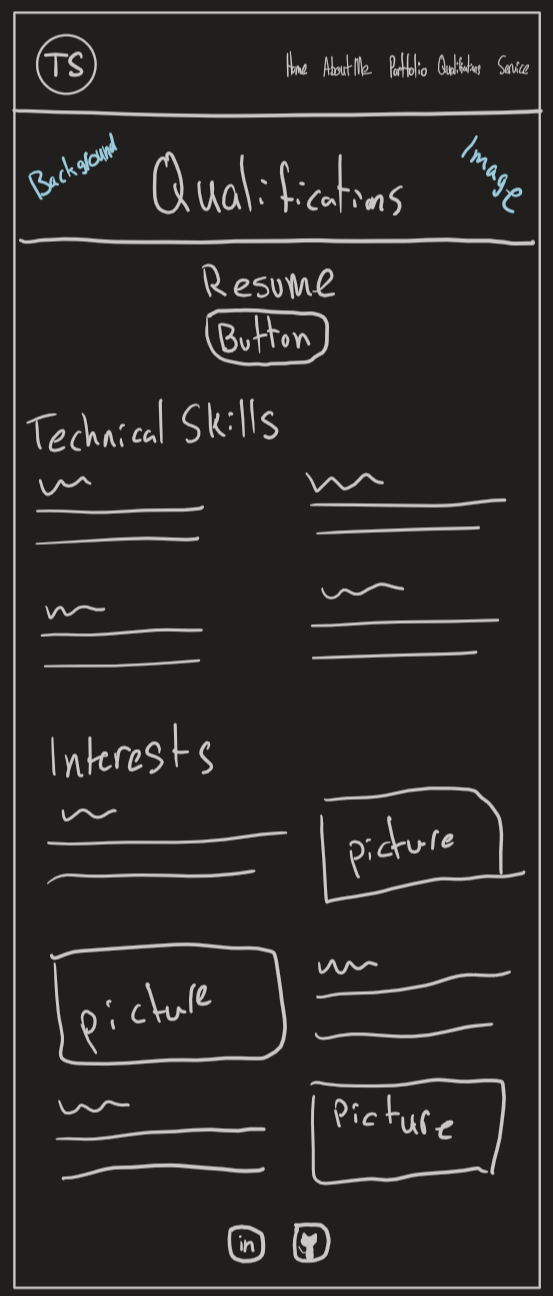 TS
Home About Me Portfolio Qualifications Service
Background
Image
Qualifications
Resume
Button
Technical Skills
Interests
picture
picture
picture
in